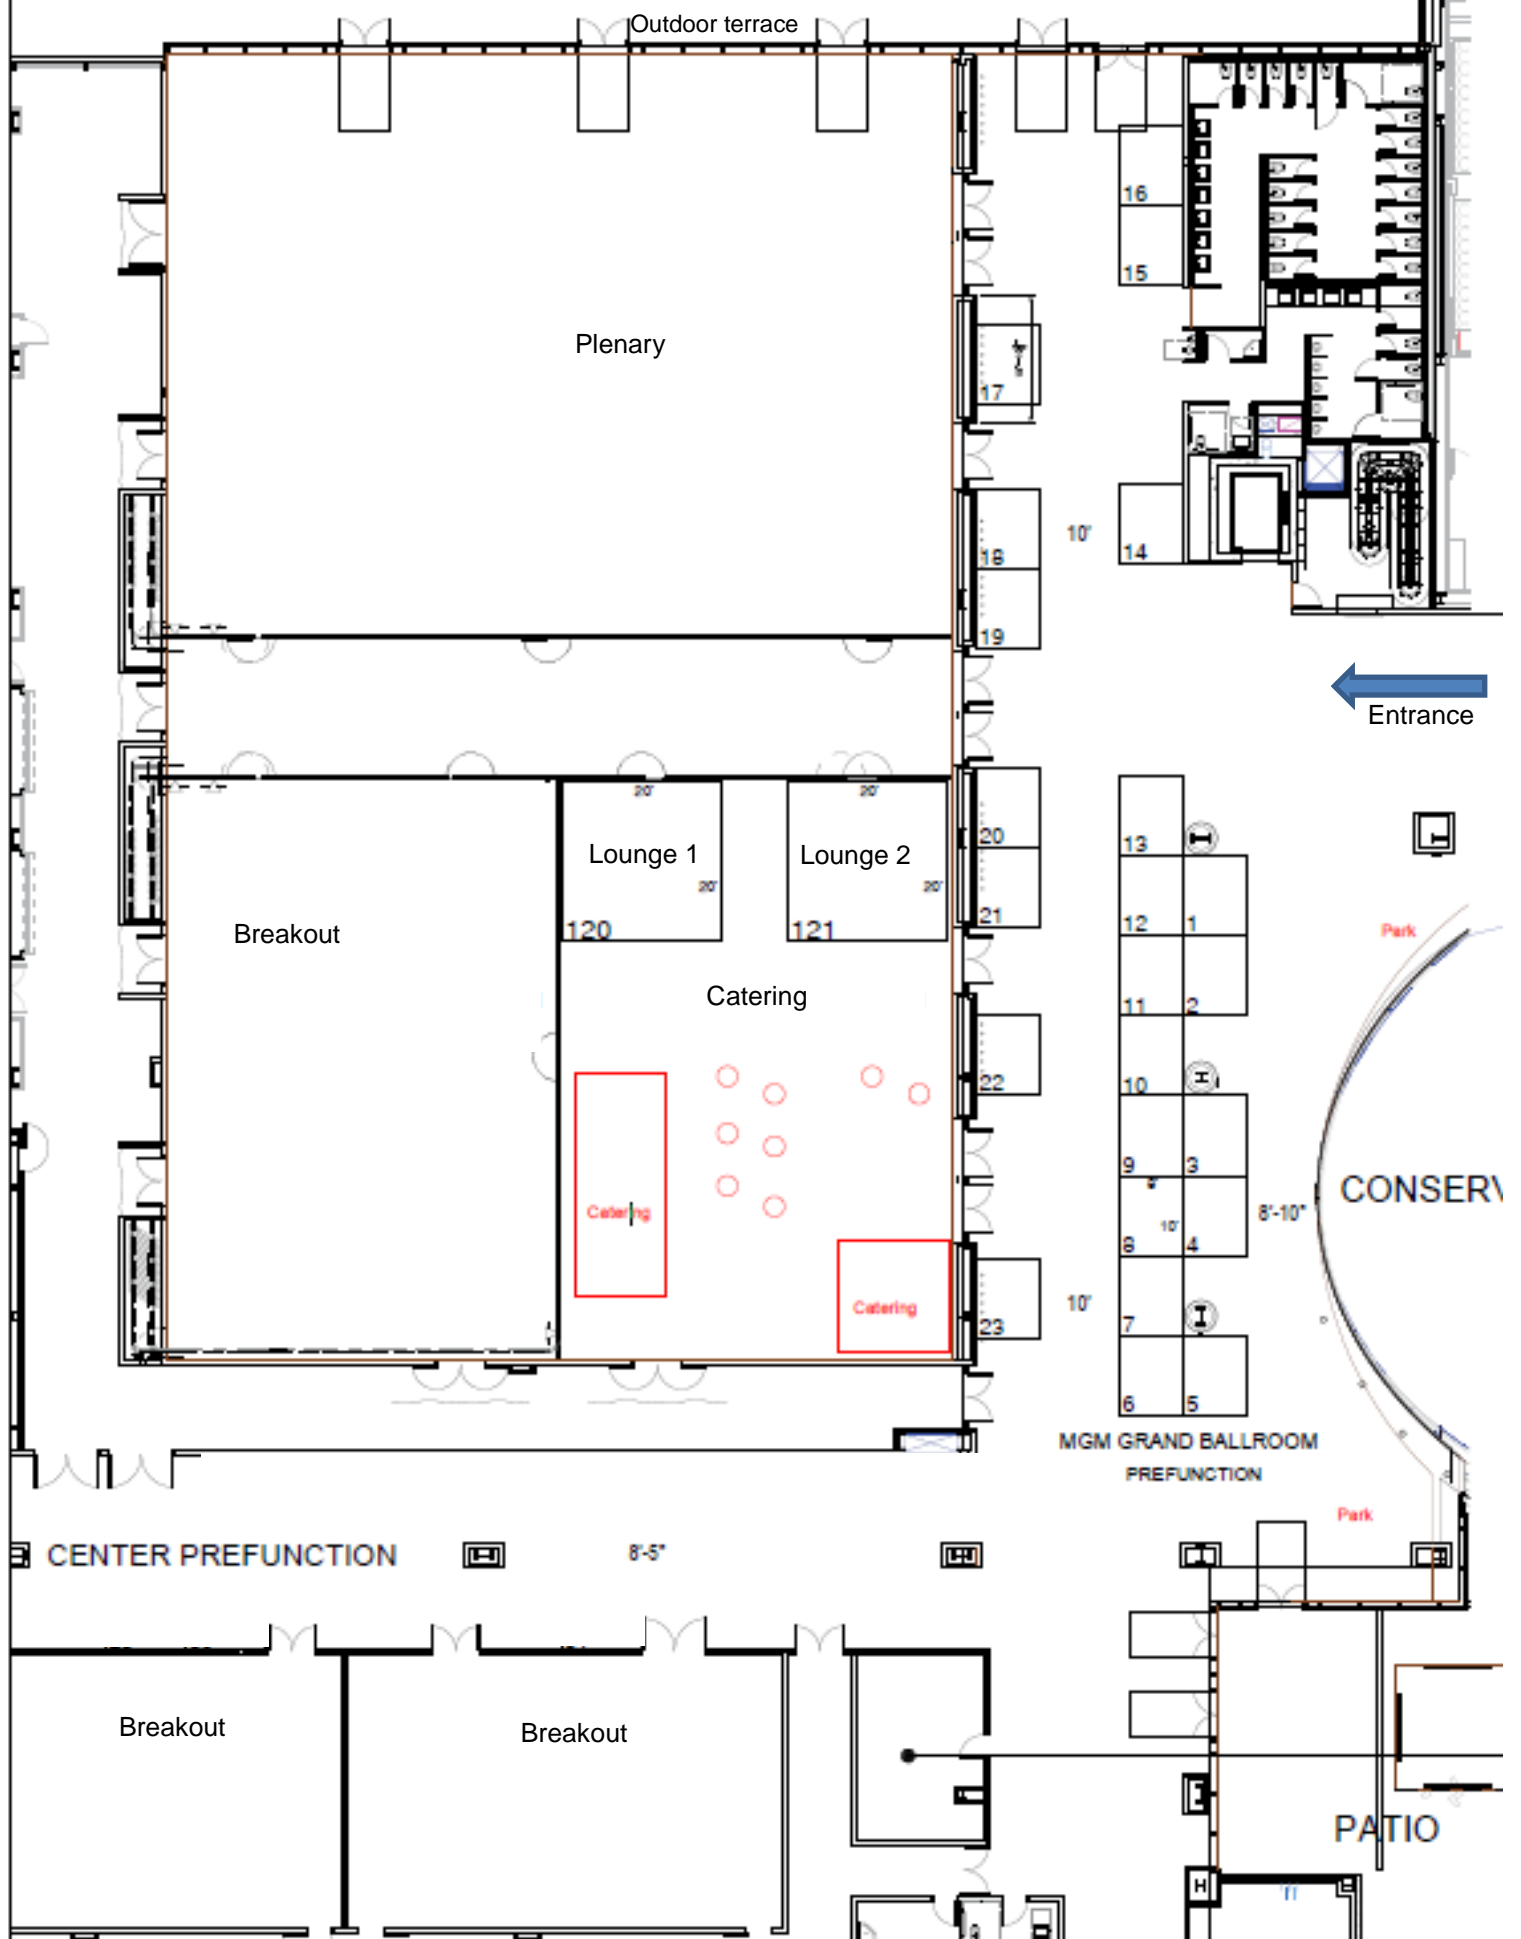 Outdoor terrace
16
15
Plenary
17
18
10'
14
19
Entrance
20'
20'
20
13
Lounge 1
Lounge 2
20'
20'
120
121
21
12
1
Park
Breakout
Catering
11
2
22
10
9
3
CONSERV
8'
10'
8'-10"
8
4
Catering
Catering
10'
23
7
6
5
MGM GRAND BALLROOM
PREFUNCTION
Park
CENTER PREFUNCTION
8'-5"
Breakout
Breakout
PATIO